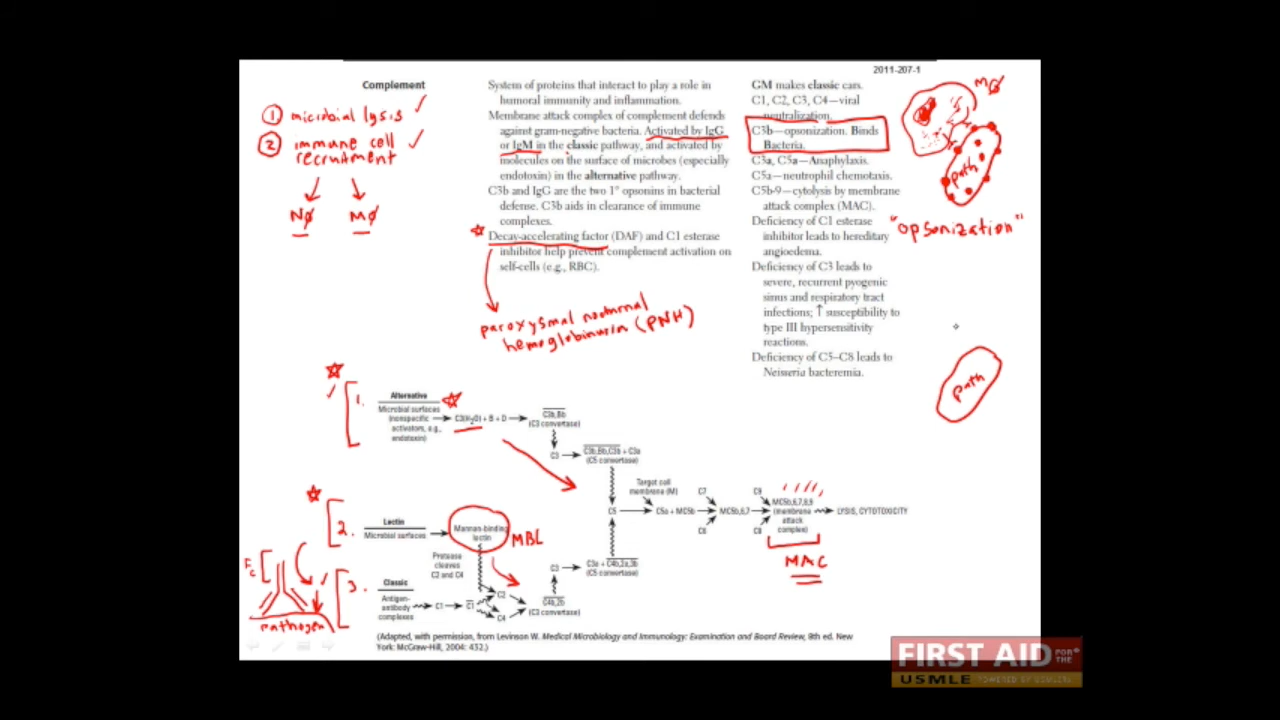 2011-207-1
Complement
① microbial lysis ✓
② immune cell ✓
recruitment
NØ MØ
System of proteins that interact to play a role in
humoral immunity and inflammation.
Membrane attack complex of complement defends
against gram-negative bacteria. Activated by IgG
or IgM in the classic pathway, and activated by
molecules on the surface of microbes (especially
endotoxin) in the alternative pathway.
C3b and IgG are the two 1° opsonins in bacterial
defense. C3b aids in clearance of immune
complexes.
Decay-accelerating factor (DAF) and C1 esterase
inhibitor help prevent complement activation on
self-cells (e.g., RBC).
paroxysmal nocturnal
hemoglobinuria (PNH)
GM makes classic cars.
C1, C2, C3, C4—viral
neutralization.
C3b—opsonization. Binds
Bacteria.
C3a, C5a—Anaphylaxis.
C5a—neutrophil chemotaxis.
C5b-9—cytolysis by membrane
attack complex (MAC).
Deficiency of C1 esterase
inhibitor leads to hereditary
angioedema.
Deficiency of C3 leads to
severe, recurrent pyogenic
sinus and respiratory tract
infections; ↑ susceptibility to
type III hypersensitivity
reactions.
Deficiency of C5–C8 leads to
Neisseria bacteremia.
MØ
path
"opsonization"
path
1.
Alternative
Microbial surfaces
(nonspecific
activators, e.g.,
endotoxin)
C3(H2O) + B + D
C3b,Bb
(C3 convertase)
C3
C3b,Bb,C3b + C3a
(C5 convertase)
Target cell
membrane (M)
C5
C5a + MC5b
C7
C6
MC5b,6,7
C9
C8
MC5b,6,7,8,9
(membrane
attack
complex)
LYSIS, CYTOTOXICITY
MAC
2.
Lectin
Microbial surfaces
Mannan-binding
lectin
MBL
Protease
cleaves
C2 and C4
C3
C3a + C4b,2a,3b
(C5 convertase)
3.
Classic
Antigen-
antibody
complexes
C1
C1
C2
C4
C4b,2b
(C3 convertase)
Fc
pathogen
(Adapted, with permission, from Levinson W. Medical Microbiology and Immunology: Examination and Board Review, 8th ed. New
York: McGraw-Hill, 2004: 432.)
FIRST AID FOR THE
USMLE